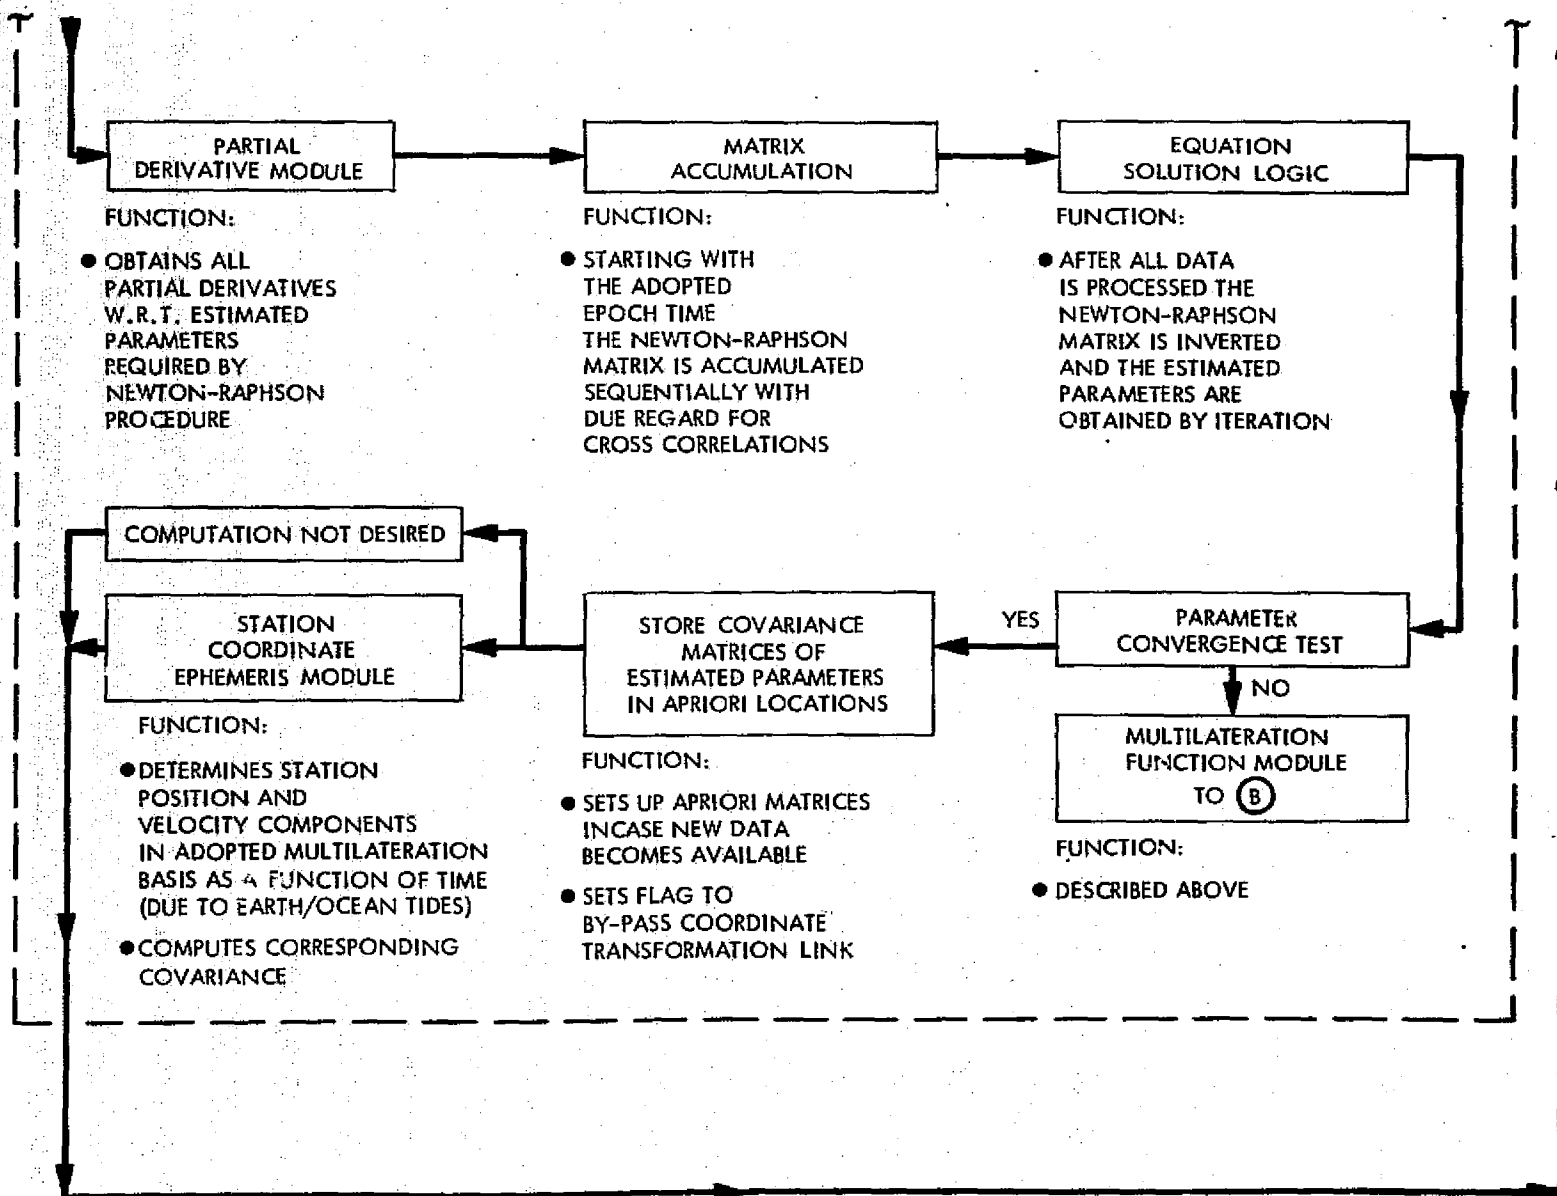 PARTIAL
DERIVATIVE MODULE
FUNCTION:
● OBTAINS ALL
PARTIAL DERIVATIVES
W.R.T. ESTIMATED
PARAMETERS
REQUIRED BY
NEWTON-RAPHSON
PROCEDURE
MATRIX
ACCUMULATION
FUNCTION:
● STARTING WITH
THE ADOPTED
EPOCH TIME
THE NEWTON-RAPHSON
MATRIX IS ACCUMULATED
SEQUENTIALLY WITH
DUE REGARD FOR
CROSS CORRELATIONS
EQUATION
SOLUTION LOGIC
FUNCTION:
● AFTER ALL DATA
IS PROCESSED THE
NEWTON-RAPHSON
MATRIX IS INVERTED
AND THE ESTIMATED
PARAMETERS ARE
OBTAINED BY ITERATION
PARAMETER
CONVERGENCE TEST
YES
NO
MULTILATERATION
FUNCTION MODULE
TO B
FUNCTION:
● DESCRIBED ABOVE
STORE COVARIANCE
MATRICES OF
ESTIMATED PARAMETERS
IN APRIORI LOCATIONS
FUNCTION:
● SETS UP APRIORI MATRICES
INCASE NEW DATA
BECOMES AVAILABLE
● SETS FLAG TO
BY-PASS COORDINATE
TRANSFORMATION LINK
COMPUTATION NOT DESIRED
STATION
COORDINATE
EPHEMERIS MODULE
FUNCTION:
● DETERMINES STATION
POSITION AND
VELOCITY COMPONENTS
IN ADOPTED MULTILATERATION
BASIS AS A FUNCTION OF TIME
(DUE TO EARTH/OCEAN TIDES)
● COMPUTES CORRESPONDING
COVARIANCE